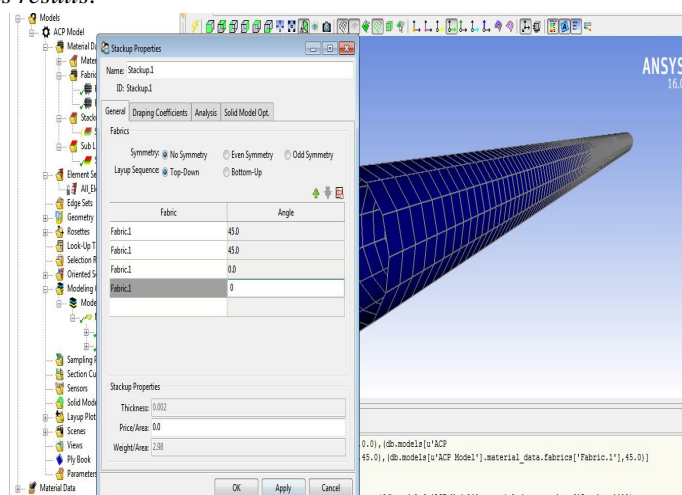 s results.
Models
ACP Model
Material Da
Mater
Fabric
Stacku
Sub L
Element Se
All_El
Edge Sets
Geometry
Rosettes
Look-Up T
Selection R
Oriented S
Modeling G
Mode
Sampling P
Section Cu
Sensors
Solid Mode
Layup Plot
Scenes
Views
Ply Book
Parameters
Material Data
Stackup Properties
Name: Stackup.1
ID: Stackup.1
General Draping Coefficients Analysis Solid Model Opt.
Fabrics
Symmetry: No Symmetry Even Symmetry Odd Symmetry
Layup Sequence: Top-Down Bottom-Up
Fabric Angle
Fabric.1 45.0
Fabric.1 45.0
Fabric.1 0.0
Fabric.1 0
Stackup Properties
Thickness: 0.002
Price/Area: 0.0
Weight/Area: 2.98
OK Apply Cancel
ANSYS
16.
0.0),(db.models[u'ACP
45.0),(db.models[u'ACP Model'].material_data.fabrics['Fabric.1'],45.0)]